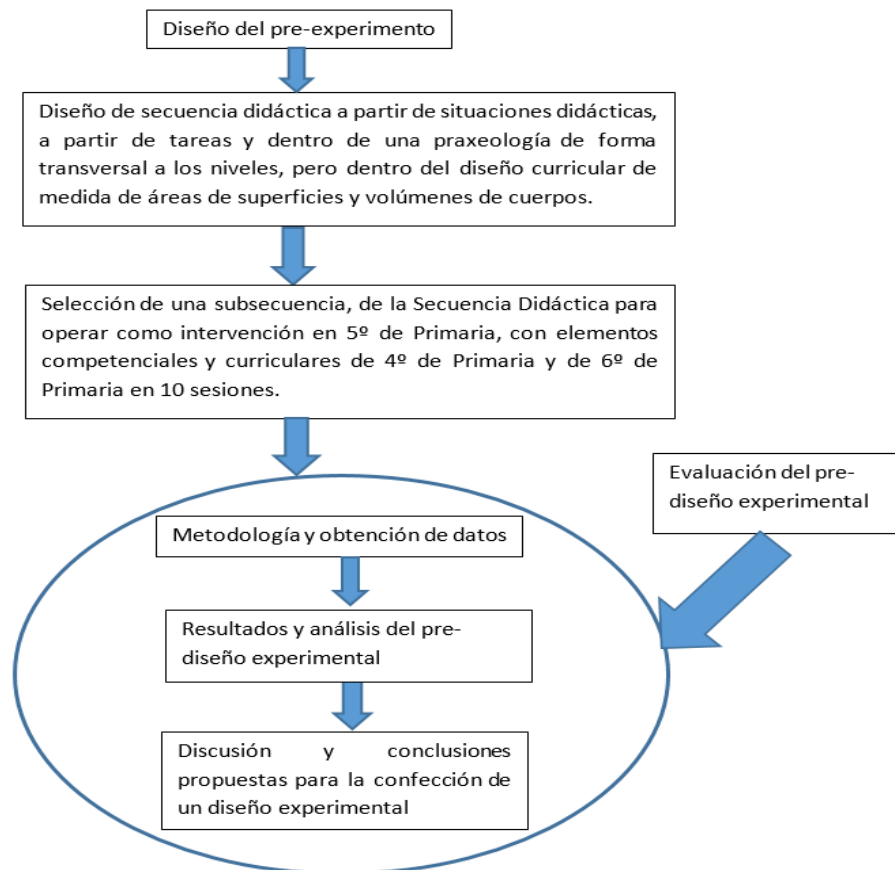 Diseño del pre-experimento
Diseño de secuencia didáctica a partir de situaciones didácticas,
a partir de tareas y dentro de una praxeología de forma
transversal a los niveles, pero dentro del diseño curricular de
medida de áreas de superficies y volúmenes de cuerpos.
Selección de una subsecuencia, de la Secuencia Didáctica para
operar como intervención en 5º de Primaria, con elementos
competenciales y curriculares de 4º de Primaria y de 6º de
Primaria en 10 sesiones.
Evaluación del pre-
diseño experimental
Metodología y obtención de datos
Resultados y análisis del pre-
diseño experimental
Discusión y conclusiones
propuestas para la confección de
un diseño experimental